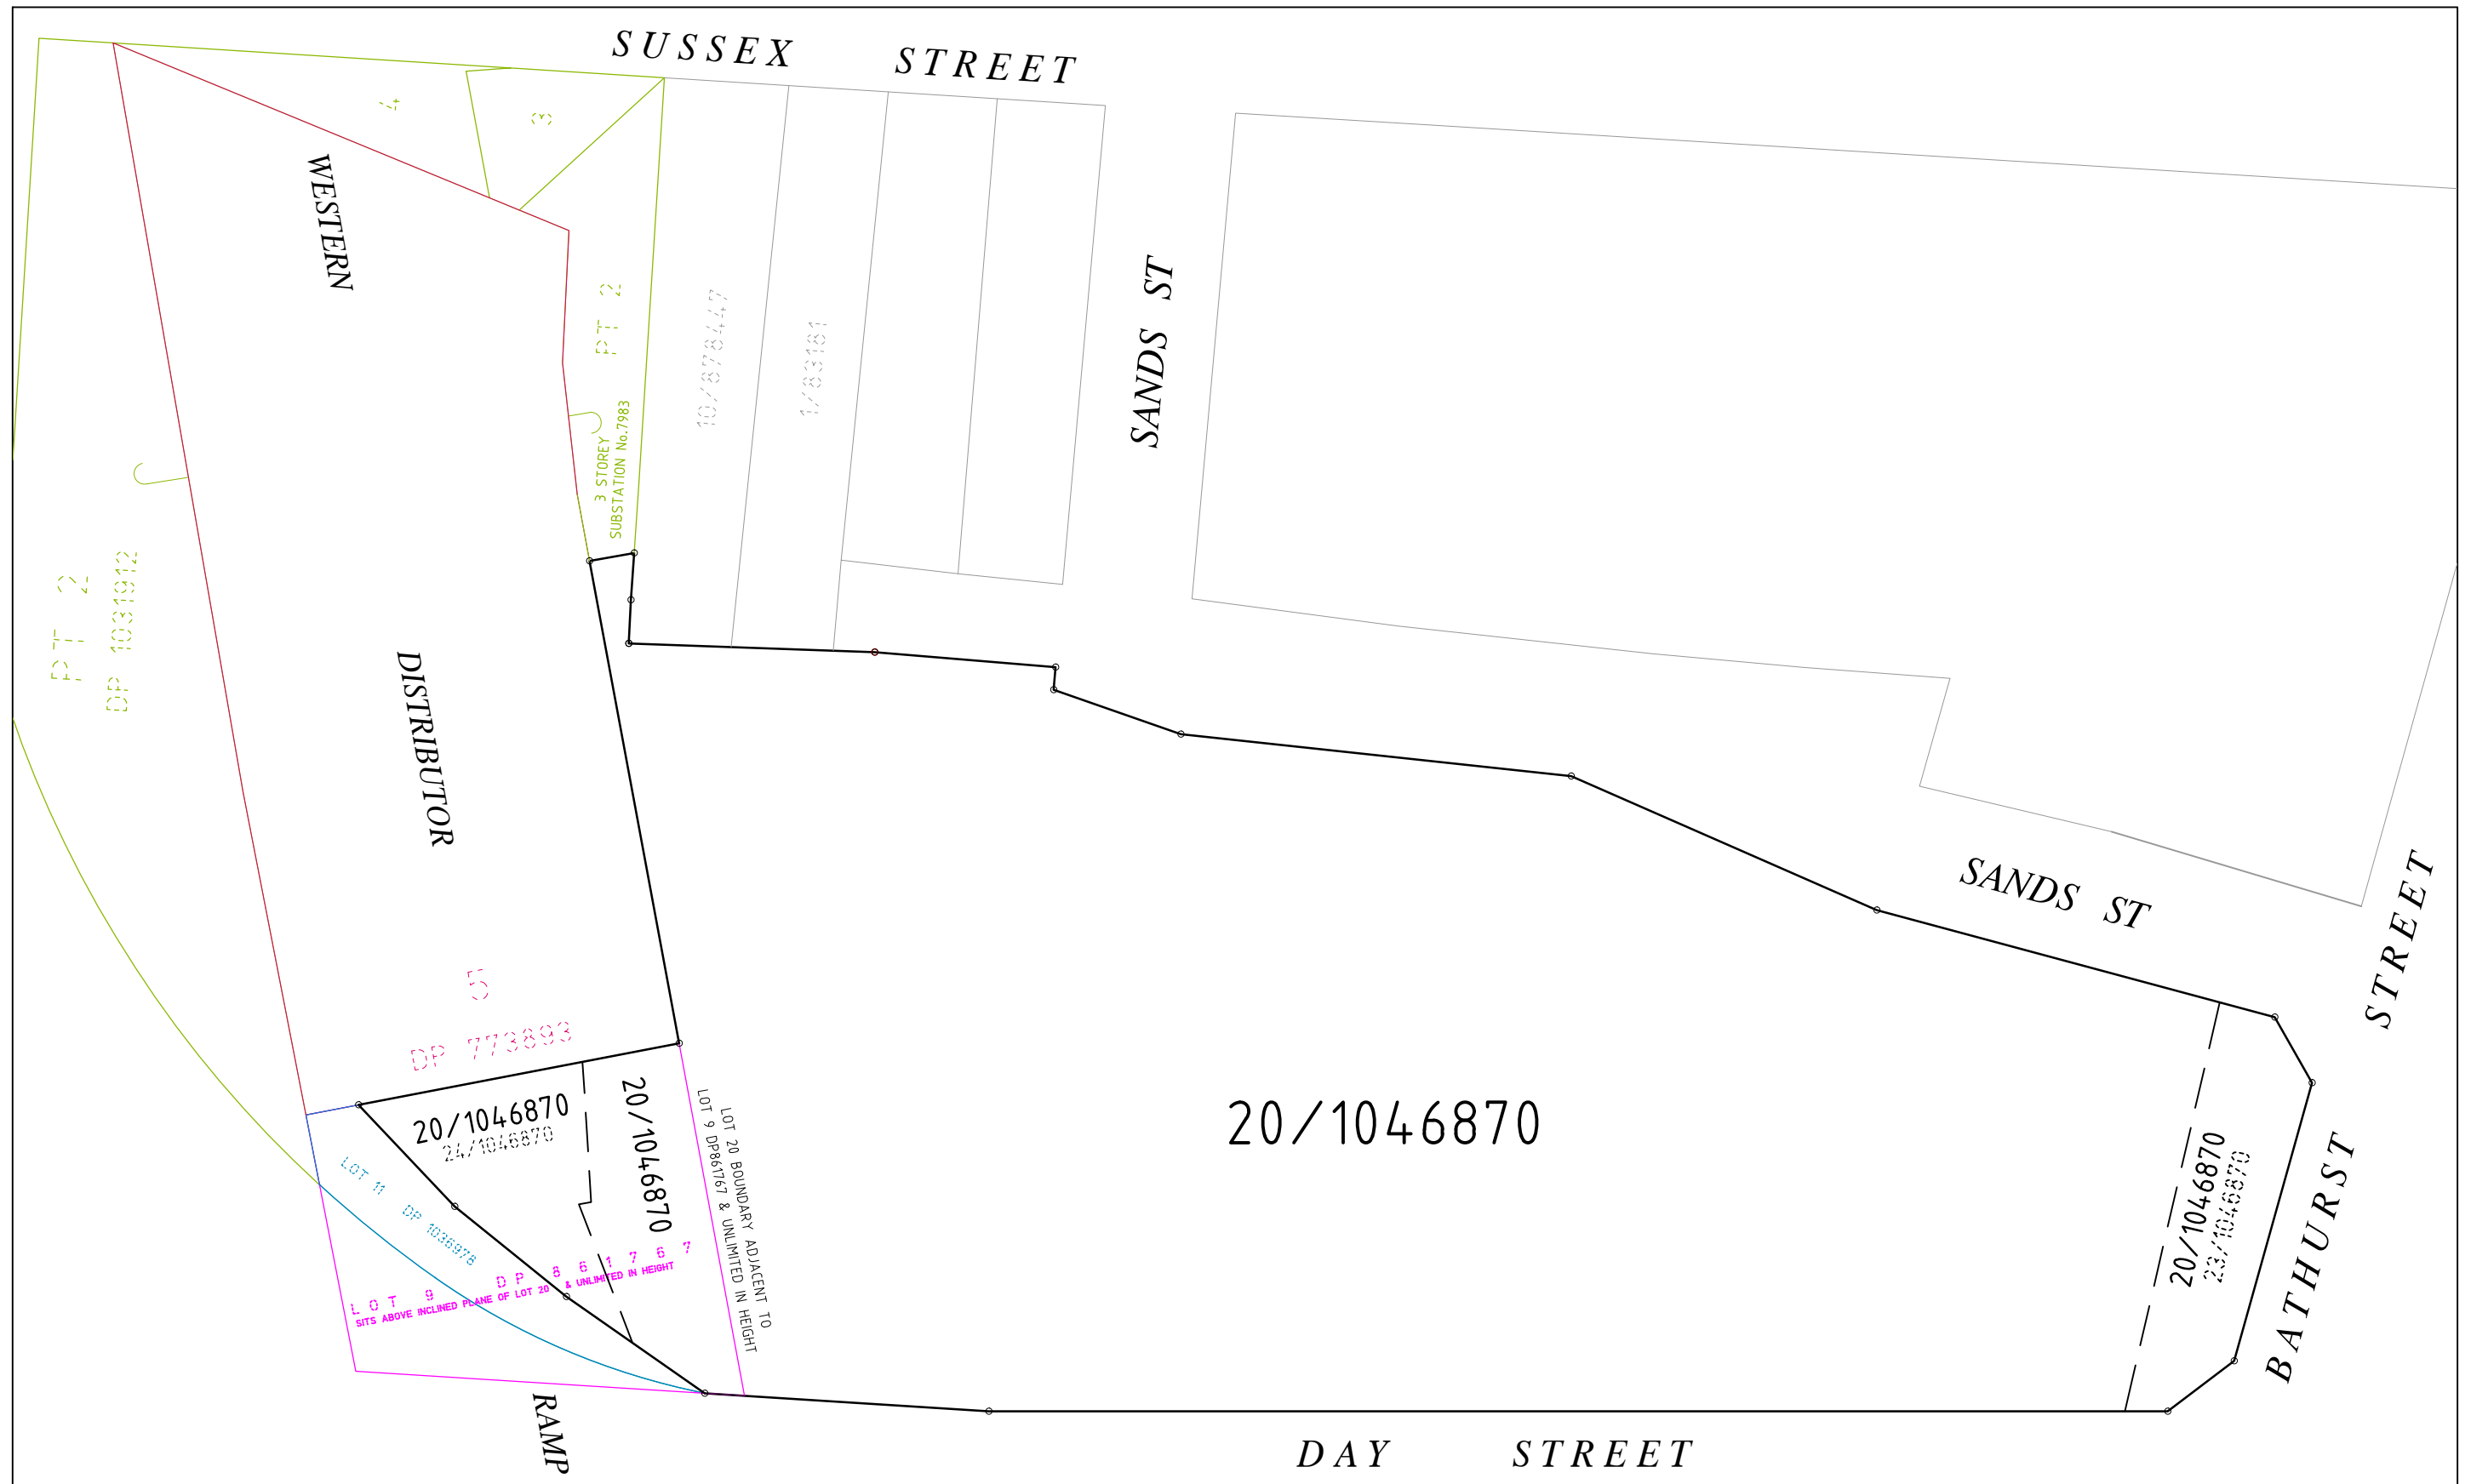 SUSSEX STREET
4
3
WESTERN
PT 2
3 STOREY
SUBSTATION No.7983
10/878447
1/83181
SANDS ST
PT 2
DP 1031912
DISTRIBUTOR
SANDS ST
BATHURST STREET
5
DP 773893
20/1046870
24/1046870
20/1046870
LOT 20 BOUNDARY ADJACENT TO
LOT 9 DP861767 & UNLIMITED IN HEIGHT
20/1046870
20/1046870
23/1046870
LOT 11 DP 1036978
LOT 9 DP 861767
SITS ABOVE INCLINED PLANE OF LOT 20 & UNLIMITED IN HEIGHT
RAMP
DAY STREET